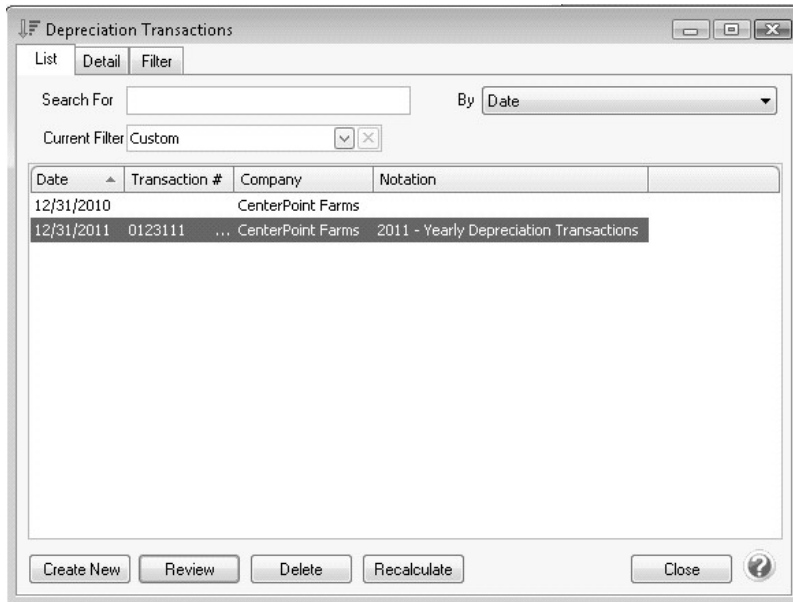 Depreciation Transactions
List Detail Filter
Search For By Date
Current Filter Custom
Date Transaction # Company Notation
12/31/2010 CenterPoint Farms
12/31/2011 0123111 ... CenterPoint Farms 2011 - Yearly Depreciation Transactions
Create New Review Delete Recalculate Close ?